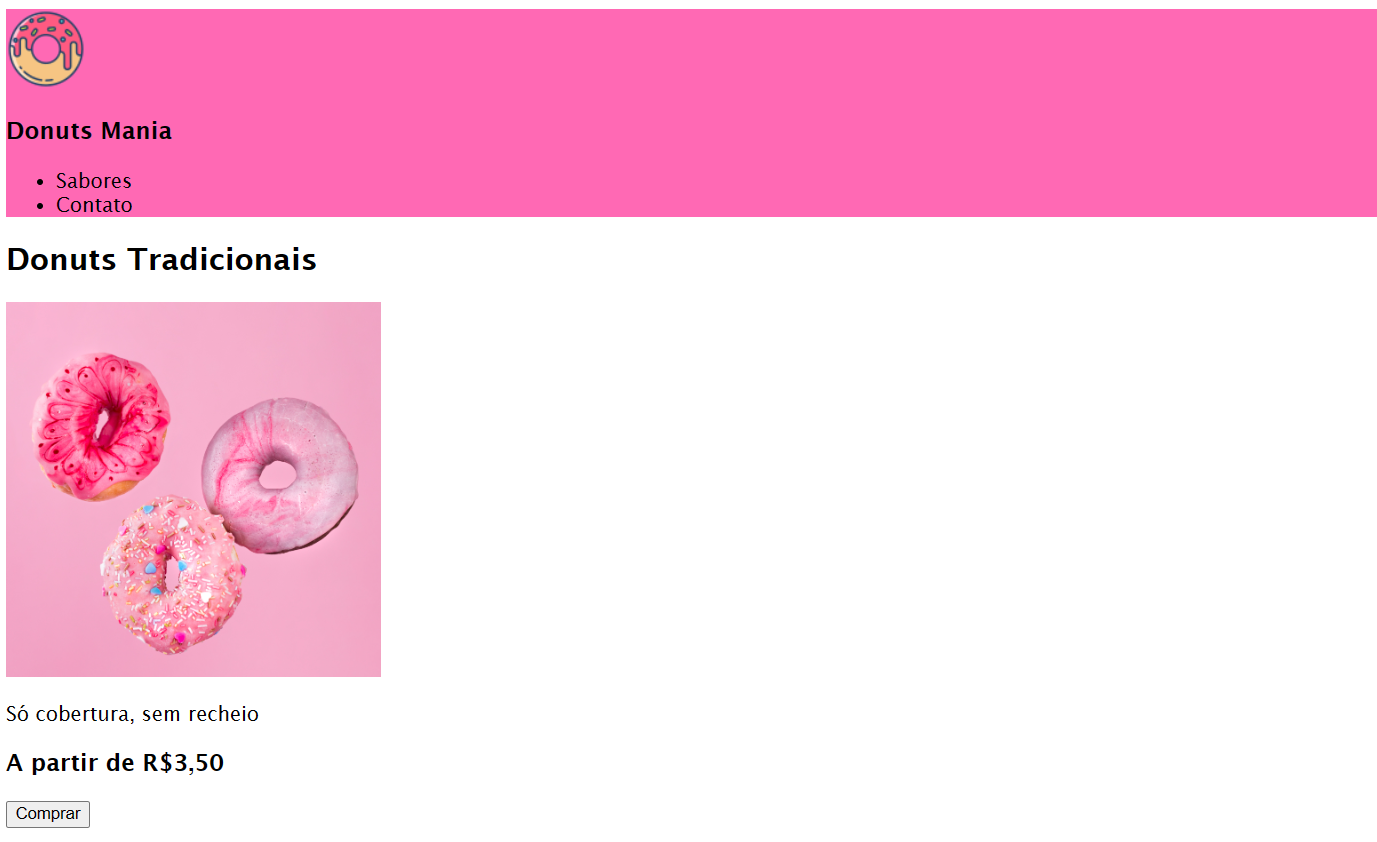 Donuts Mania
Sabores
Contato
Donuts Tradicionais
Só cobertura, sem recheio
A partir de R$3,50
Comprar